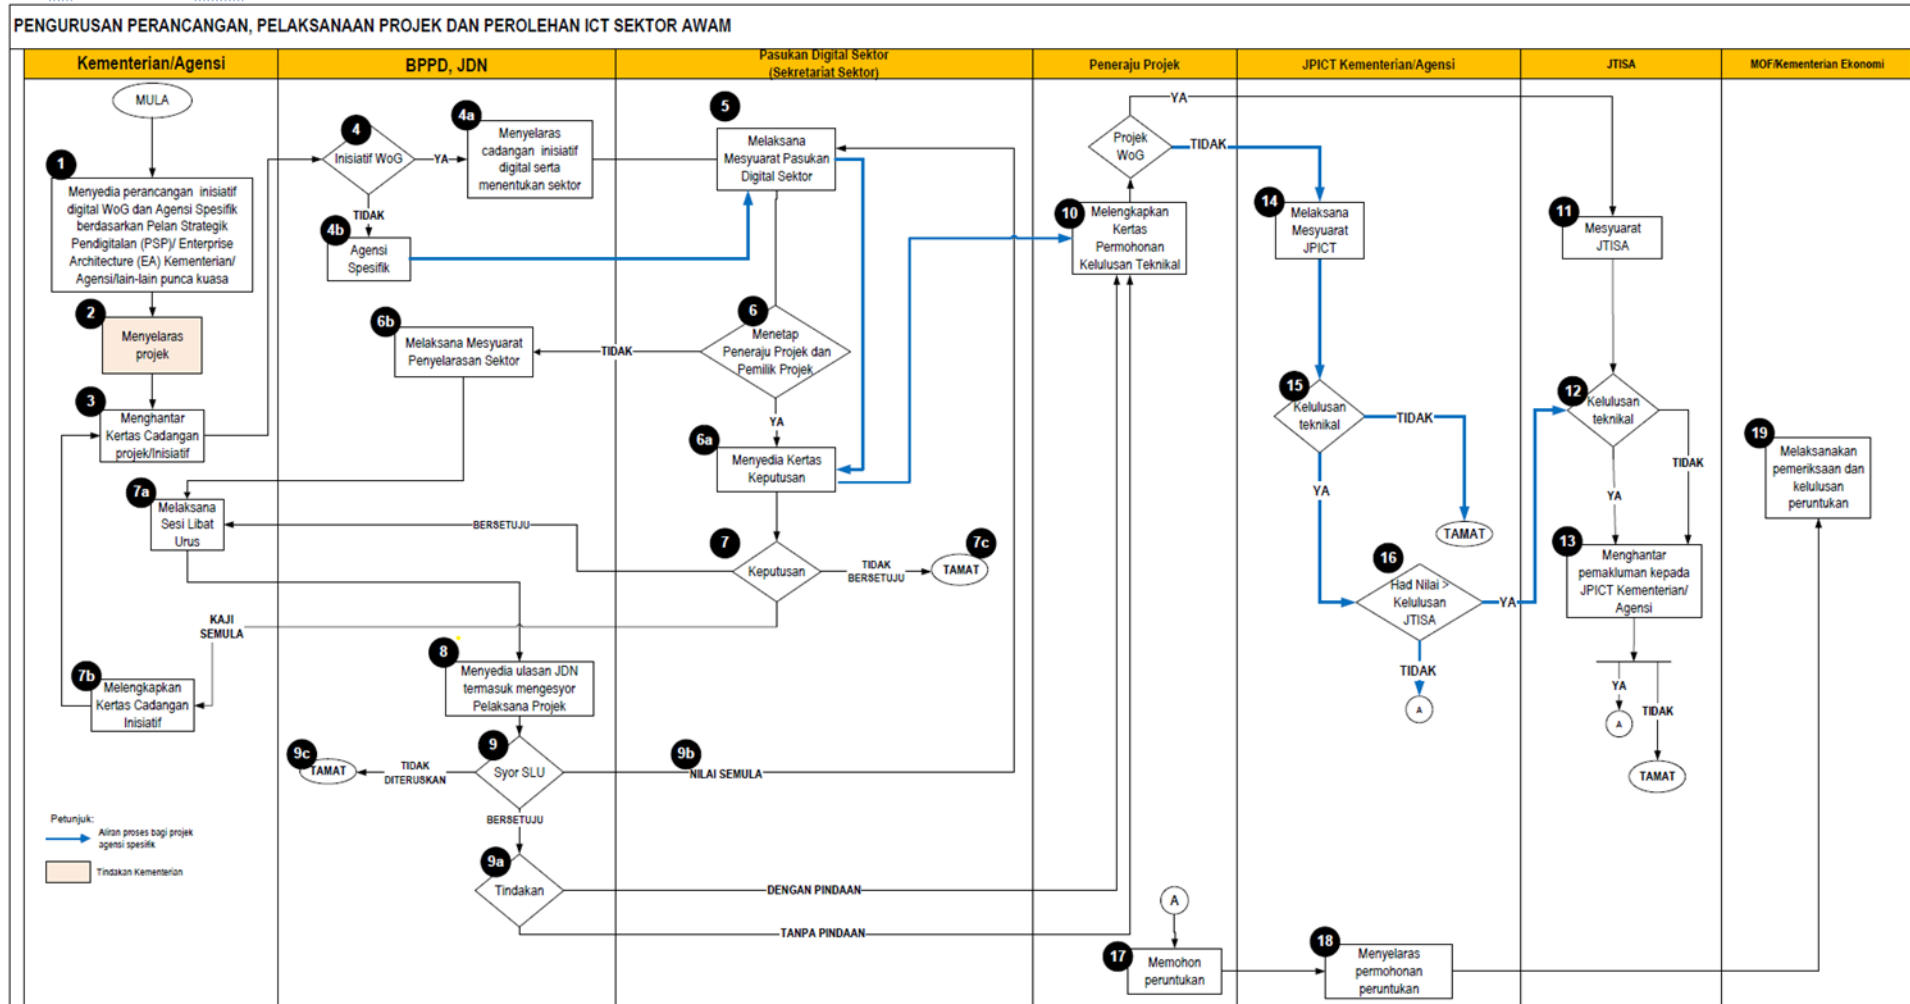 PENGURUSAN PERANCANGAN, PELAKSANAAN PROJEK DAN PEROLEHAN ICT SEKTOR AWAM
Kementerian/Agensi
BPPD, JDN
Pasukan Digital Sektor
(Sekretariat Sektor)
Peneraju Projek
JPICT Kementerian/Agensi
JTISA
MOF/Kementerian Ekonomi
MULA
1
Menyedia perancangan inisiatif
digital WoG dan Agensi Spesifik
berdasarkan Pelan Strategik
Pendigitalan (PSP)/ Enterprise
Architecture (EA) Kementerian/
Agensi/lain-lain punca kuasa
2
Menyelaras
projek
3
Menghantar
Kertas Cadangan
projek/Inisiatif
7a
Melaksana
Sesi Libat
Urus
KAJI
SEMULA
7b
Melengkapkan
Kertas Cadangan
Inisiatif
Petunjuk:
Aliran proses bagi projek
agensi spesifik
Tindakan Kementerian
4
Inisiatif WoG
YA
TIDAK
4a
Menyelaras
cadangan inisiatif
digital serta
menentukan sektor
4b
Agensi
Spesifik
6b
Melaksana Mesyuarat
Penyelarasan Sektor
TIDAK
8
Menyedia ulasan JDN
termasuk mengesyor
Pelaksana Projek
9
Syor SLU
9c
TAMAT
TIDAK
DITERUSKAN
BERSETUJU
9a
Tindakan
5
Melaksana
Mesyuarat Pasukan
Digital Sektor
6
Menetap
Peneraju Projek dan
Pemilik Projek
YA
6a
Menyedia Kertas
Keputusan
BERSETUJU
7
Keputusan
TIDAK
BERSETUJU
7c
TAMAT
9b
NILAI SEMULA
DENGAN PINDAAN
TANPA PINDAAN
Projek
WoG
YA
TIDAK
10
Melengkapkan
Kertas
Permohonan
Kelulusan Teknikal
A
17
Memohon
peruntukan
14
Melaksana
Mesyuarat
JPICT
15
Kelulusan
teknikal
TIDAK
YA
TAMAT
16
Had Nilai >
Kelulusan
JTISA
YA
TIDAK
A
18
Menyelaras
permohonan
peruntukan
11
Mesyuarat
JTISA
12
Kelulusan
teknikal
TIDAK
YA
13
Menghantar
pemakluman kepada
JPICT Kementerian/
Agensi
YA
TIDAK
A
TAMAT
19
Melaksanakan
pemeriksaan dan
kelulusan
peruntukan